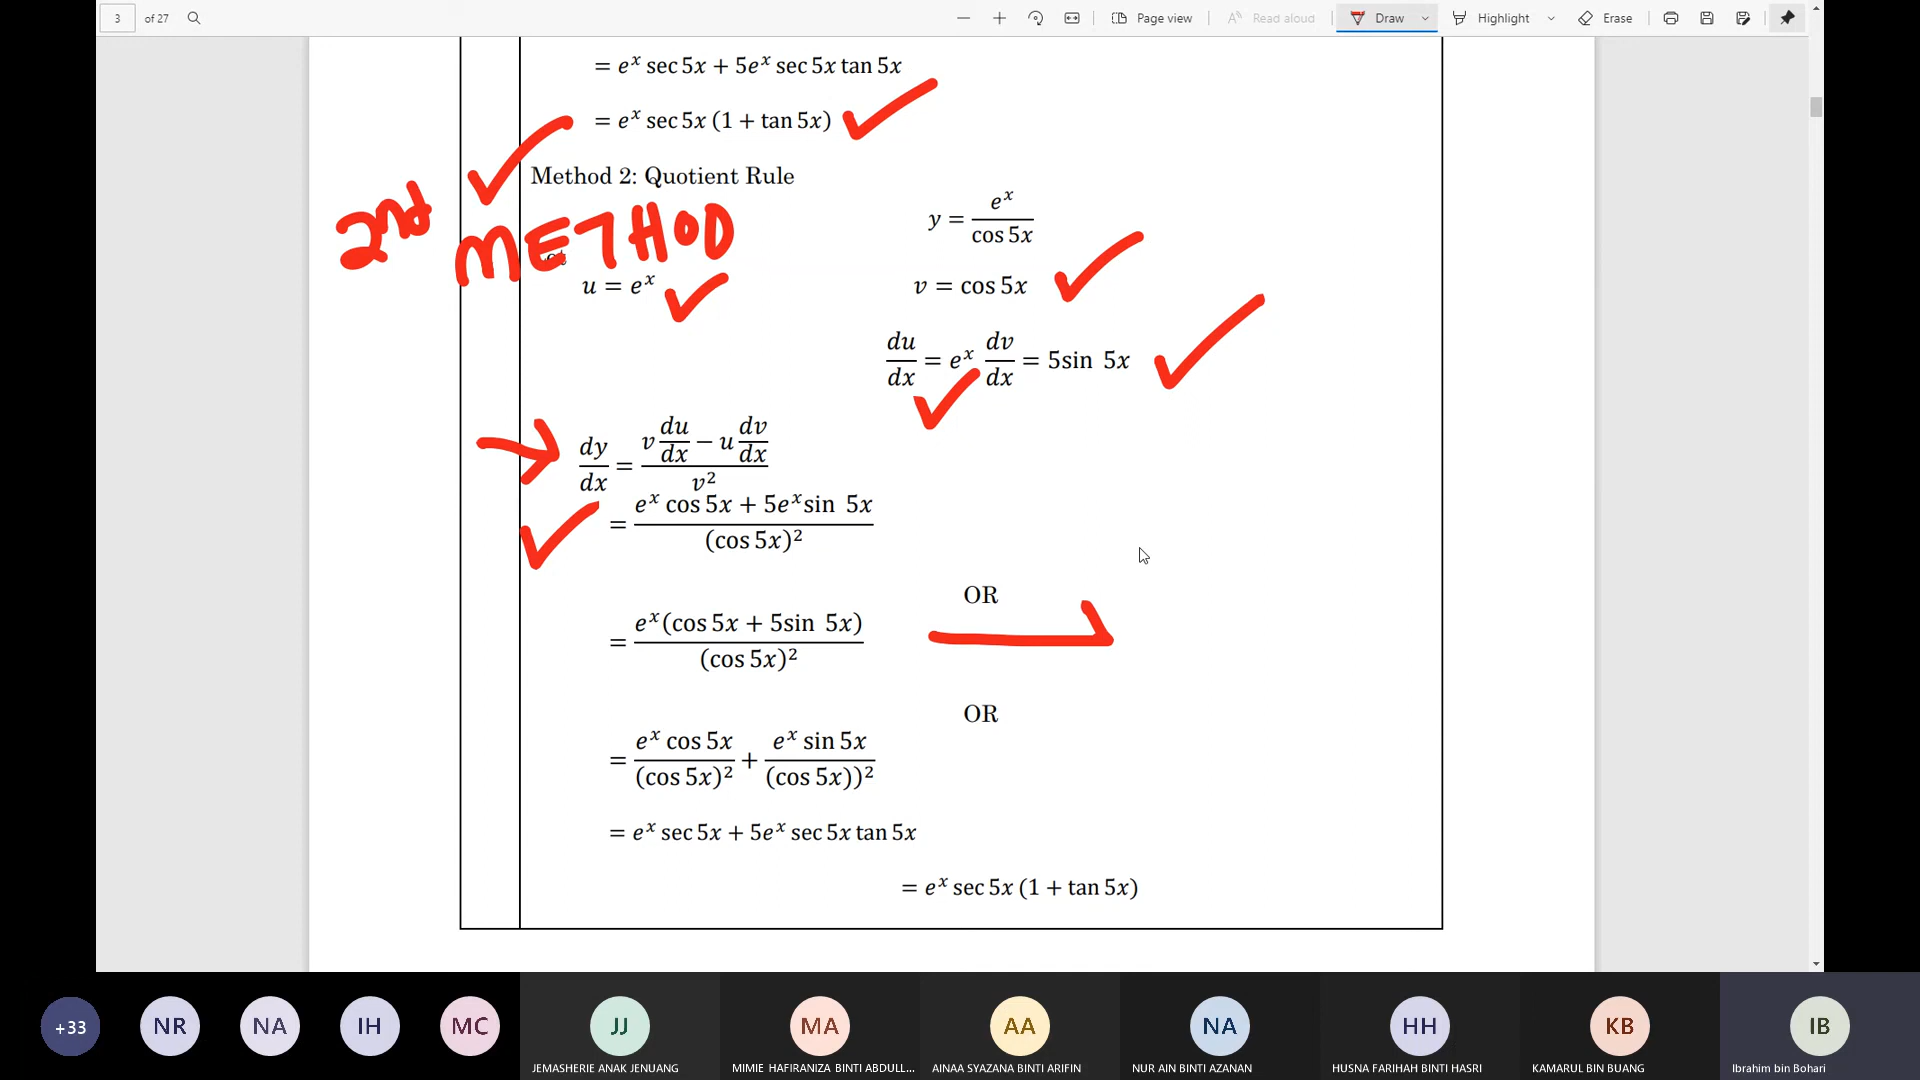 3 of 27 Page view Read aloud Draw Highlight Erase
= e^x sec 5x + 5e^x sec 5x tan 5x
= e^x sec 5x (1 + tan 5x)
Method 2: Quotient Rule
2nd METHOD
y = e^x / cos 5x
u = e^x v = cos 5x
du/dx = e^x dv/dx = 5sin 5x
dy/dx = (v du/dx − u dv/dx) / v^2
= (e^x cos 5x + 5e^x sin 5x) / (cos 5x)^2
OR
= e^x(cos 5x + 5sin 5x) / (cos 5x)^2
OR
= e^x cos 5x / (cos 5x)^2 + e^x sin 5x / (cos 5x))^2
= e^x sec 5x + 5e^x sec 5x tan 5x
= e^x sec 5x (1 + tan 5x)
+33 NR NA IH MC JJ MA AA NA HH KB IB
JEMASHERIE ANAK JENUANG MIMIE HAFIRANIZA BINTI ABDULL... AINAA SYAZANA BINTI ARIFIN NUR AIN BINTI AZANAN HUSNA FARIHAH BINTI HASRI KAMARUL BIN BUANG Ibrahim bin Bohari